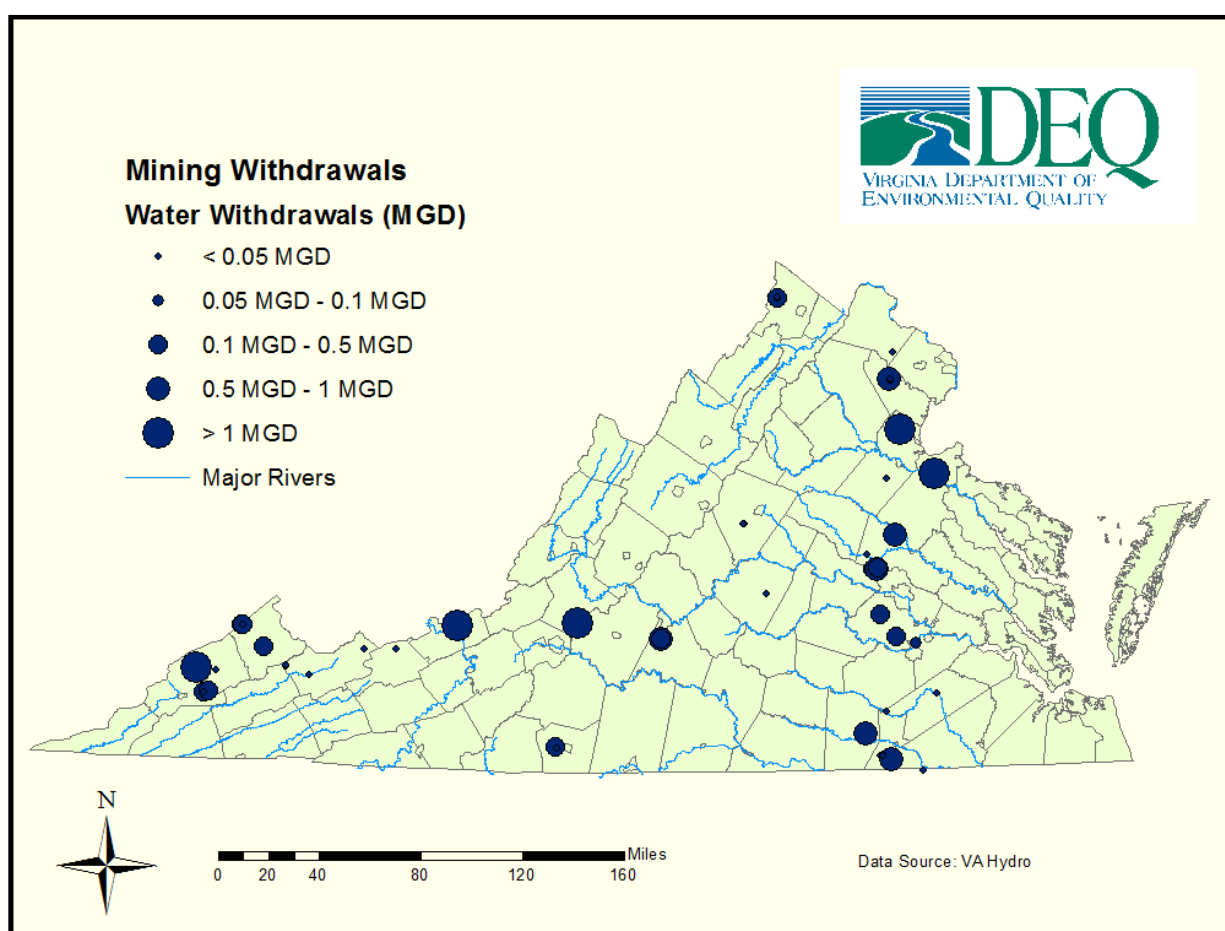 DEQ
VIRGINIA DEPARTMENT OF
ENVIRONMENTAL QUALITY
Mining Withdrawals
Water Withdrawals (MGD)
< 0.05 MGD
0.05 MGD - 0.1 MGD
0.1 MGD - 0.5 MGD
0.5 MGD - 1 MGD
> 1 MGD
Major Rivers
N
Miles
0 20 40 80 120 160
Data Source: VA Hydro